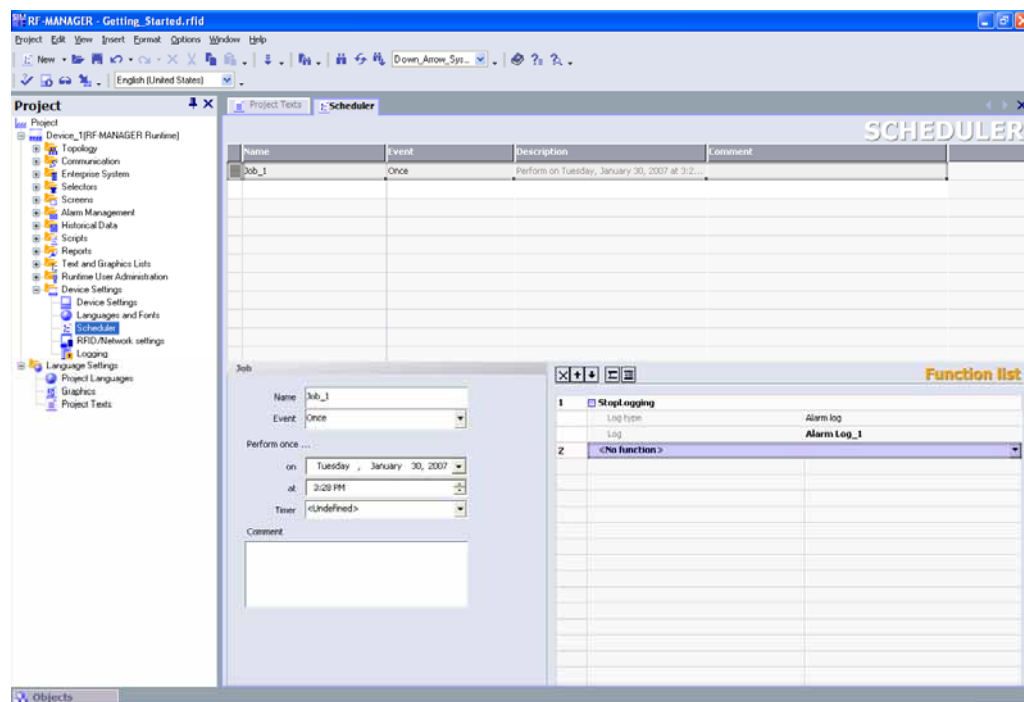 RF-MANAGER - Getting_Started.rfid
Project Edit View Insert Format Options Window Help
New
Down_Arrow_Sys...
English (United States)
Project
Project Texts
Scheduler
SCHEDULER
Project
Device_1(RF-MANAGER Runtime)
Topology
Communication
Enterprise System
Selectors
Screens
Alarm Management
Historical Data
Scripts
Reports
Text and Graphics Lists
Runtime User Administration
Device Settings
Device Settings
Languages and Fonts
Scheduler
RFID/Network settings
Logging
Language Settings
Project Languages
Graphics
Project Texts
Name Event Description Comment
Job_1 Once Perform on Tuesday, January 30, 2007 at 3:2...
Job
Name Job_1
Event Once
Perform once ...
on Tuesday , January 30, 2007
at 3:28 PM
Timer <Undefined>
Comment
Function list
1 StopLogging
Log type Alarm log
Log Alarm Log_1
2 <No function>
Objects